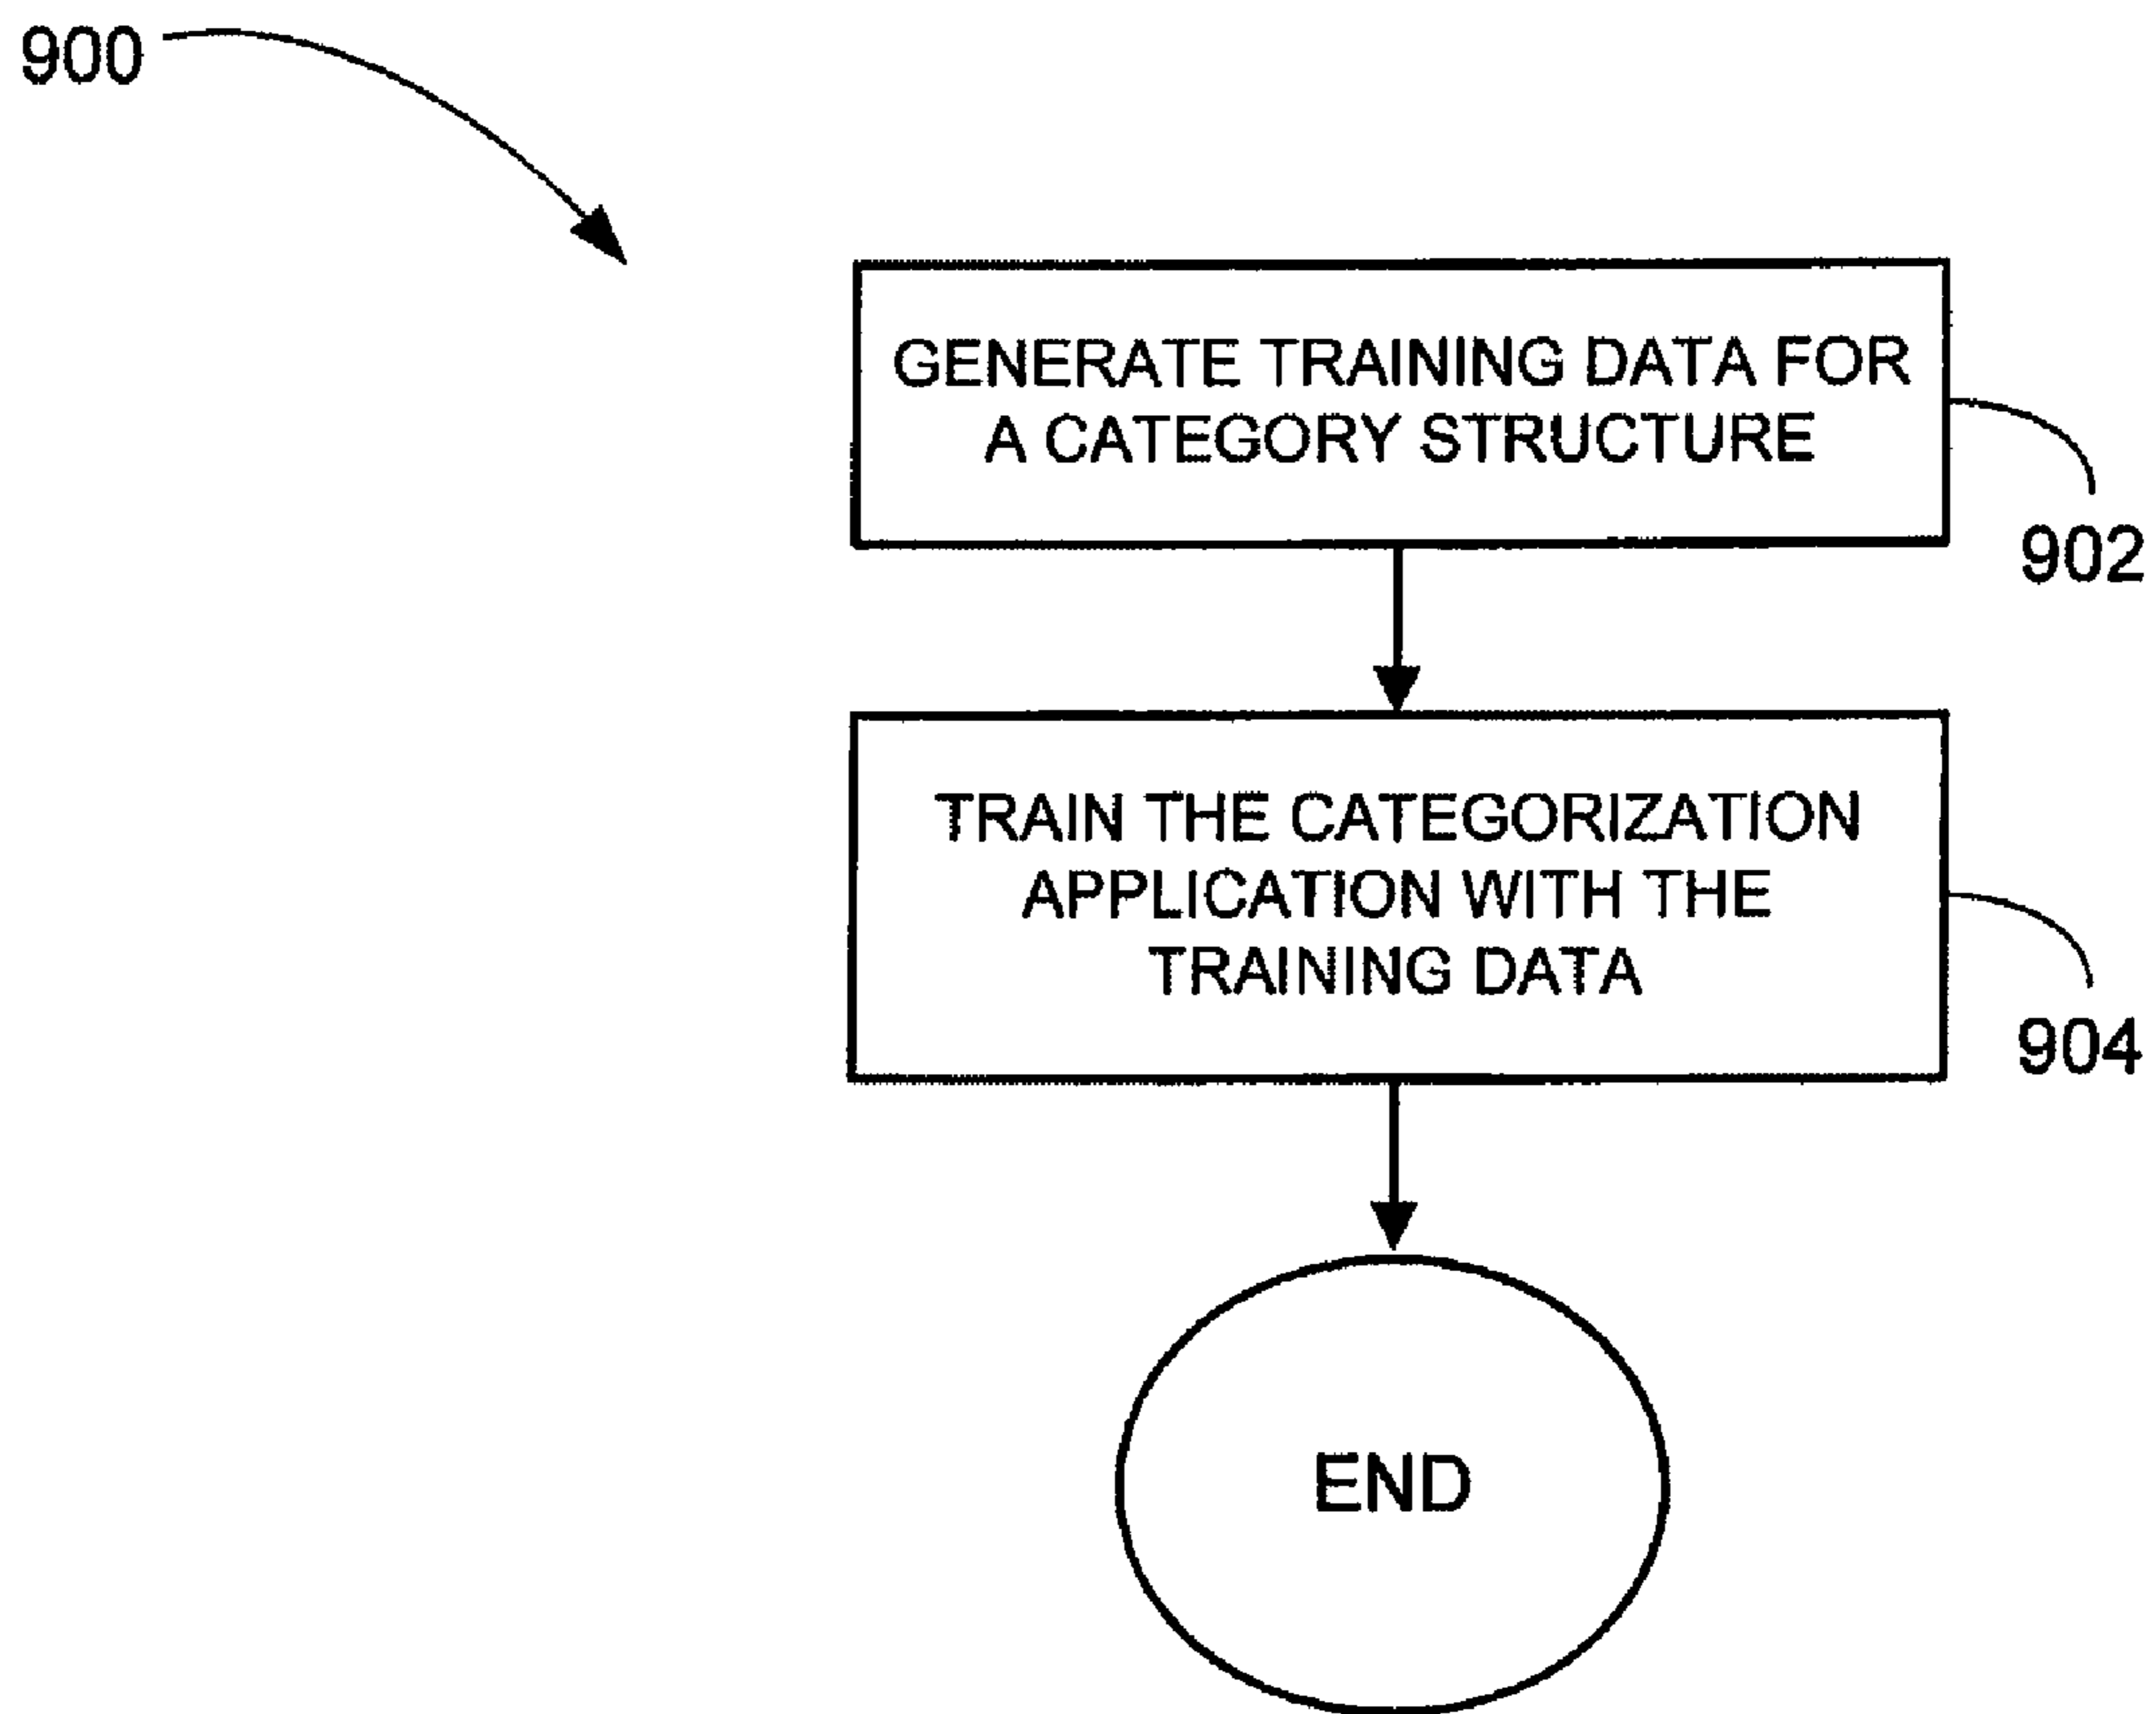 900
GENERATE TRAINING DATA FOR
A CATEGORY STRUCTURE
902
TRAIN THE CATEGORIZATION
APPLICATION WITH THE
TRAINING DATA
904
END